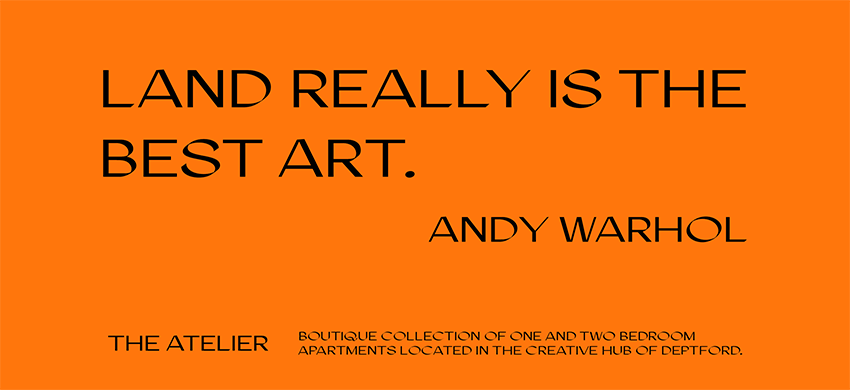 LAND REALLY IS THE
BEST ART.
ANDY WARHOL
THE ATELIER
BOUTIQUE COLLECTION OF ONE AND TWO BEDROOM
APARTMENTS LOCATED IN THE CREATIVE HUB OF DEPTFORD.